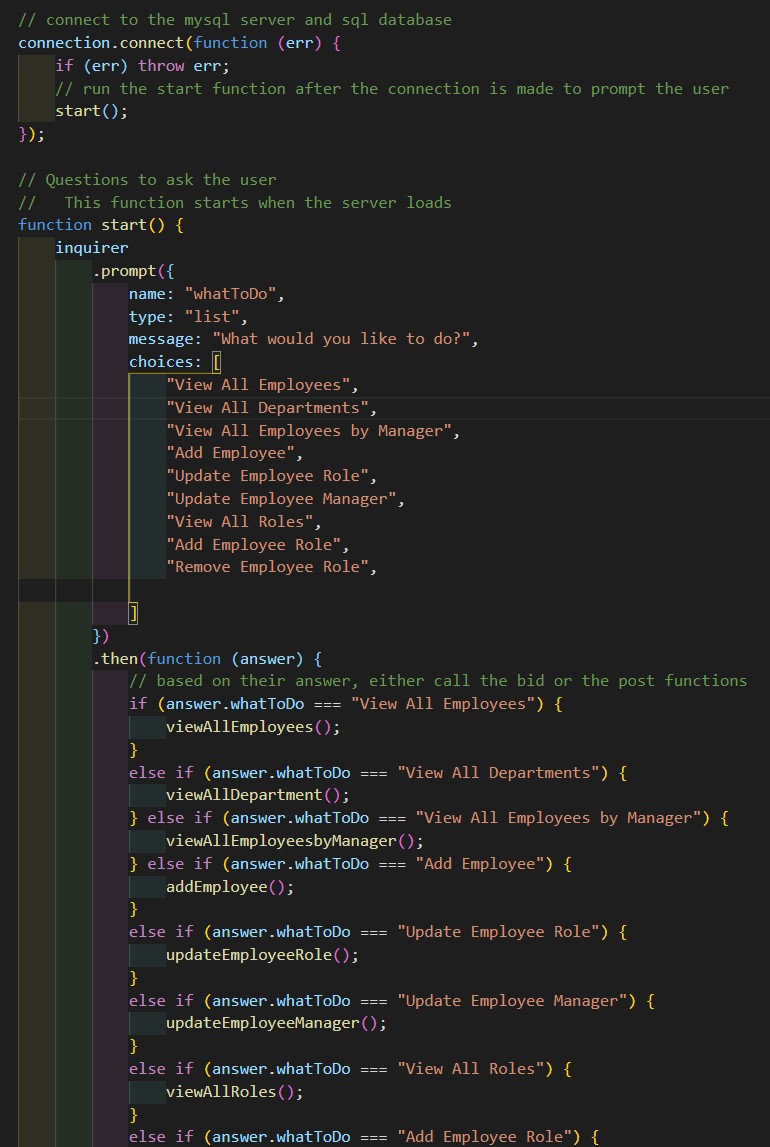 // connect to the mysql server and sql database
connection.connect(function (err) {
    if (err) throw err;
    // run the start function after the connection is made to prompt the user
    start();
});

// Questions to ask the user
//   This function starts when the server loads
function start() {
    inquirer
        .prompt({
            name: "whatToDo",
            type: "list",
            message: "What would you like to do?",
            choices: [
                "View All Employees",
                "View All Departments",
                "View All Employees by Manager",
                "Add Employee",
                "Update Employee Role",
                "Update Employee Manager",
                "View All Roles",
                "Add Employee Role",
                "Remove Employee Role",

            ]
        })
        .then(function (answer) {
            // based on their answer, either call the bid or the post functions
            if (answer.whatToDo === "View All Employees") {
                viewAllEmployees();
            }
            else if (answer.whatToDo === "View All Departments") {
                viewAllDepartment();
            } else if (answer.whatToDo === "View All Employees by Manager") {
                viewAllEmployeesbyManager();
            } else if (answer.whatToDo === "Add Employee") {
                addEmployee();
            }
            else if (answer.whatToDo === "Update Employee Role") {
                updateEmployeeRole();
            }
            else if (answer.whatToDo === "Update Employee Manager") {
                updateEmployeeManager();
            }
            else if (answer.whatToDo === "View All Roles") {
                viewAllRoles();
            }
            else if (answer.whatToDo === "Add Employee Role") {